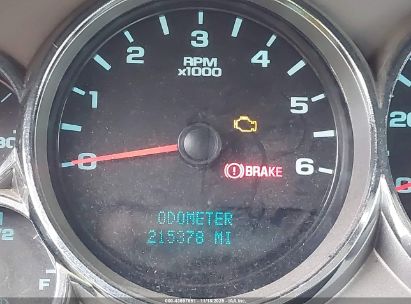 3
RPM
x1000
2
4
1
5
0
6
BRAKE
ODOMETER
215378 MI
F